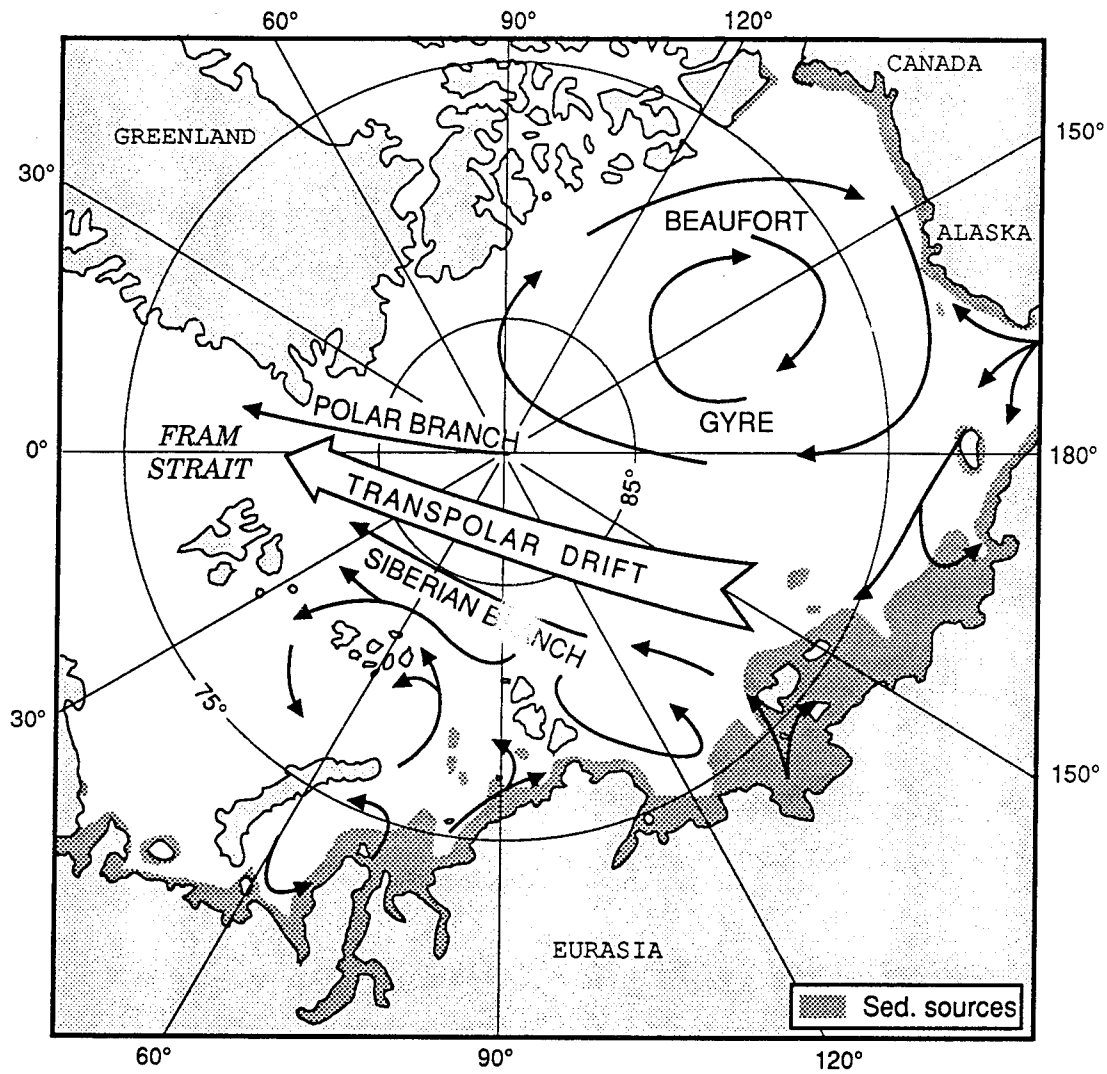 60° 90° 120°
CANADA
GREENLAND
150°
30°
BEAUFORT
ALASKA
POLAR BRANCH
GYRE
FRAM
STRAIT
0°
180°
85°
TRANSPOLAR DRIFT
SIBERIAN
75°
30°
150°
EURASIA
Sed. sources
60° 90° 120°